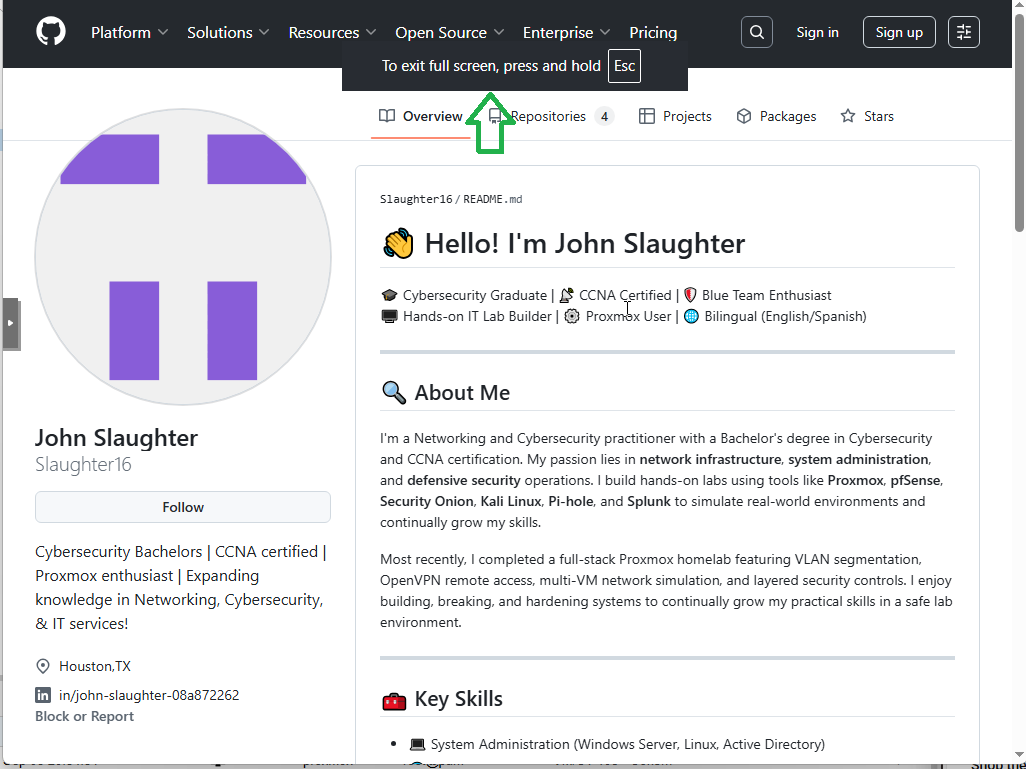 Platform Solutions Resources Open Source Enterprise Pricing Sign in Sign up
To exit full screen, press and hold Esc
Overview Repositories 4 Projects Packages Stars
Slaughter16/README.md
👋 Hello! I'm John Slaughter
🎓 Cybersecurity Graduate | 📡 CCNA Certified | 🛡️ Blue Team Enthusiast
🖥️ Hands-on IT Lab Builder | ⚙️ Proxmox User | 🌐 Bilingual (English/Spanish)
🔍 About Me
I'm a Networking and Cybersecurity practitioner with a Bachelor's degree in Cybersecurity
and CCNA certification. My passion lies in network infrastructure, system administration,
and defensive security operations. I build hands-on labs using tools like Proxmox, pfSense,
Security Onion, Kali Linux, Pi-hole, and Splunk to simulate real-world environments and
continually grow my skills.
Most recently, I completed a full-stack Proxmox homelab featuring VLAN segmentation,
OpenVPN remote access, multi-VM network simulation, and layered security controls. I enjoy
building, breaking, and hardening systems to continually grow my practical skills in a safe lab
environment.
🧰 Key Skills
• 💻 System Administration (Windows Server, Linux, Active Directory)
John Slaughter
Slaughter16
Follow
Cybersecurity Bachelors | CCNA certified |
Proxmox enthusiast | Expanding
knowledge in Networking, Cybersecurity,
& IT services!
Houston,TX
in/john-slaughter-08a872262
Block or Report